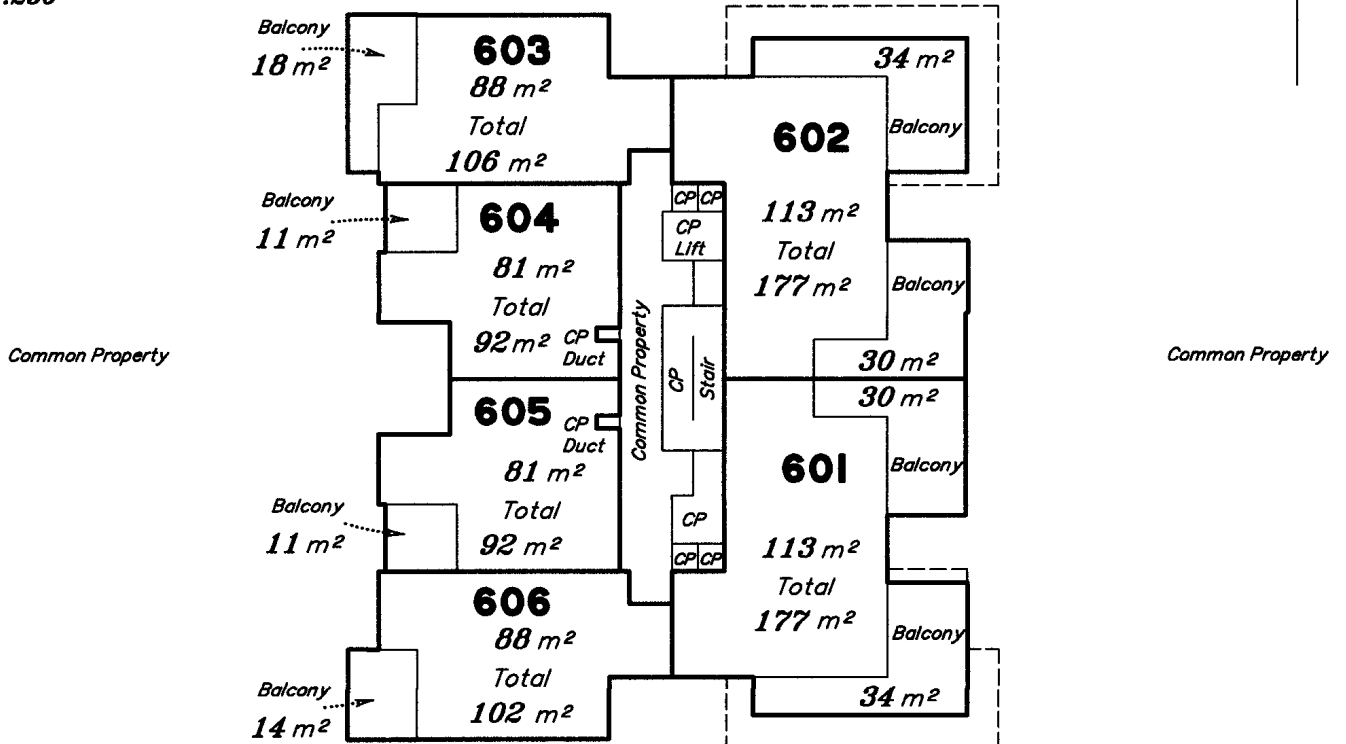 Balcony
18 m²
603
88 m²
Total
106 m²
34 m²
Balcony
602
113 m²
Total
177 m²
Balcony
11 m²
604
81 m²
Total
92 m²
CP
Duct
CP CP
CP
Lift
Balcony
30 m²
Common Property
Common Property
CP
Stair
Common Property
30 m²
Balcony
605
CP
Duct
81 m²
Total
92 m²
Balcony
11 m²
601
113 m²
Total
177 m²
CP
CP CP
606
88 m²
Total
102 m²
Balcony
14 m²
Balcony
34 m²